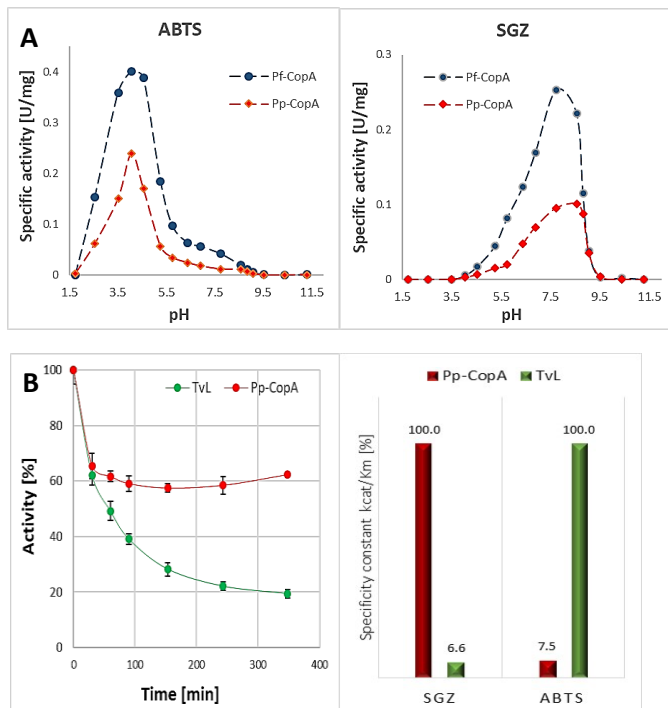 A
ABTS
Specific activity [U/mg]
0.4
0.3
0.2
0.1
0
Pf-CopA
Pp-CopA
1.5 3.5 5.5 7.5 9.5 11.5
pH
SGZ
Specific activity [U/mg]
0.3
0.2
0.1
0
Pf-CopA
Pp-CopA
1.5 3.5 5.5 7.5 9.5 11.5
pH
B
Activity [%]
100
80
60
40
20
0
TvL Pp-CopA
0 100 200 300 400
Time [min]
Pp-CopA TvL
Specificity constant kcat/Km [%]
100.0 100.0
6.6 7.5
SGZ ABTS